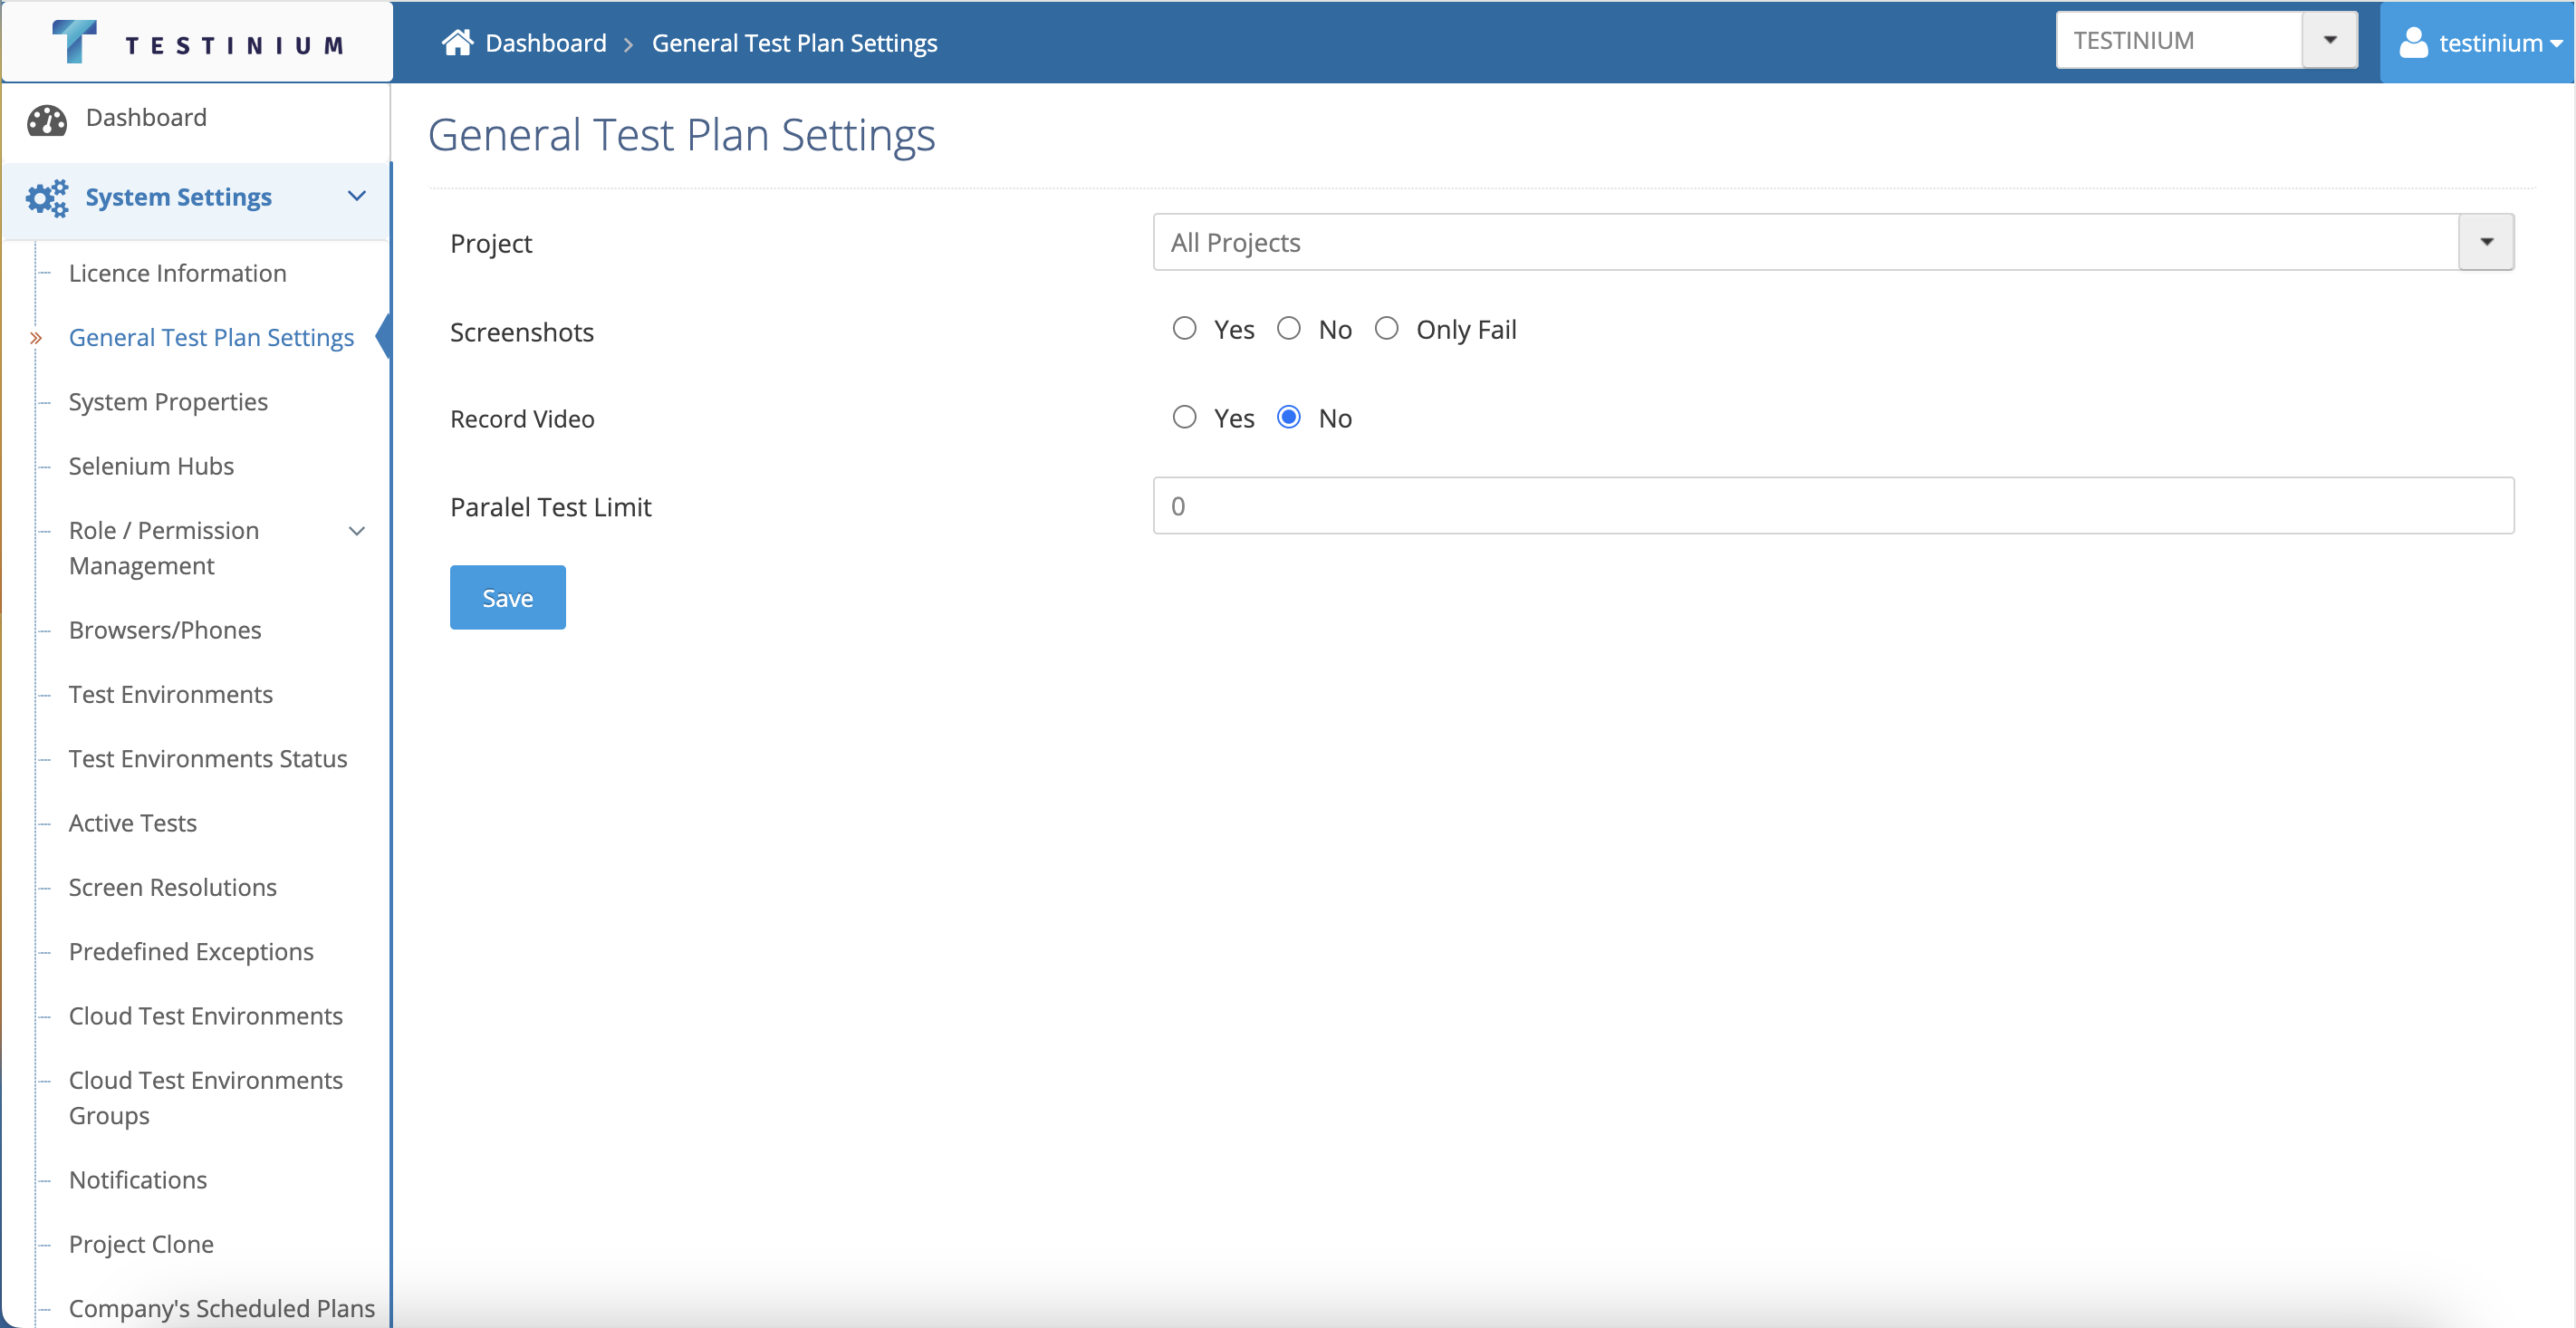 TESTINIUM
Dashboard
General Test Plan Settings
TESTINIUM
testinium
Dashboard
System Settings
Licence Information
General Test Plan Settings
System Properties
Selenium Hubs
Role / Permission
Management
Browsers/Phones
Test Environments
Test Environments Status
Active Tests
Screen Resolutions
Predefined Exceptions
Cloud Test Environments
Cloud Test Environments
Groups
Notifications
Project Clone
Company's Scheduled Plans
General Test Plan Settings
Project
All Projects
Screenshots
Yes No Only Fail
Record Video
Yes No
Paralel Test Limit
0
Save